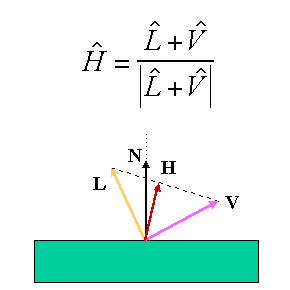 Ĥ = (L̂ + V̂) / |L̂ + V̂|
N
H
L
V